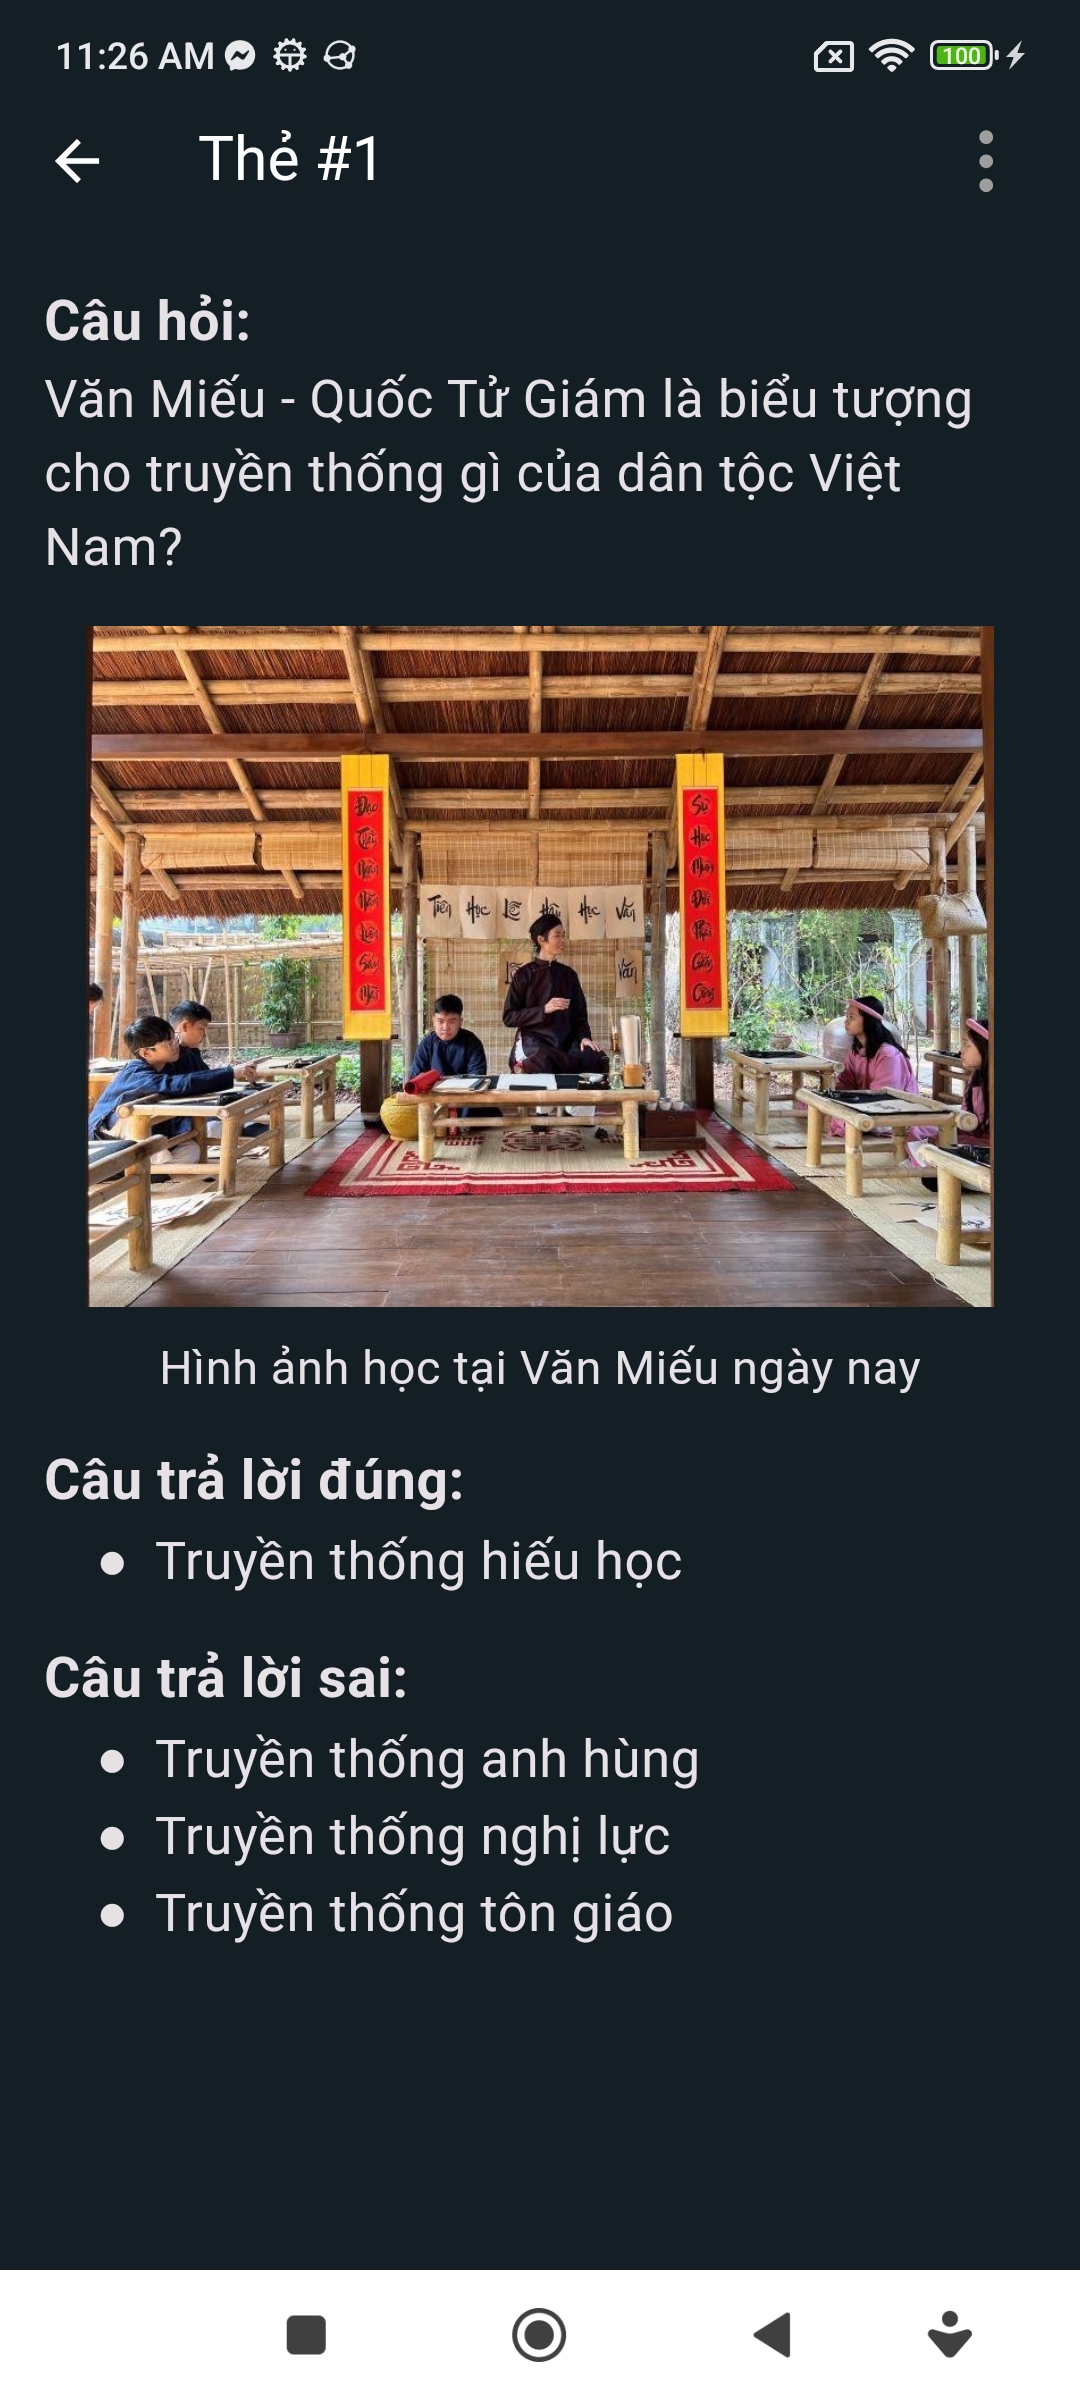 11:26 AM
100
Thẻ #1
Câu hỏi:
Văn Miếu - Quốc Tử Giám là biểu tượng
cho truyền thống gì của dân tộc Việt
Nam?
Tiên Học Lễ Hậu Học Văn
Lễ
Văn
Hình ảnh học tại Văn Miếu ngày nay
Câu trả lời đúng:
● Truyền thống hiếu học
Câu trả lời sai:
● Truyền thống anh hùng
● Truyền thống nghị lực
● Truyền thống tôn giáo